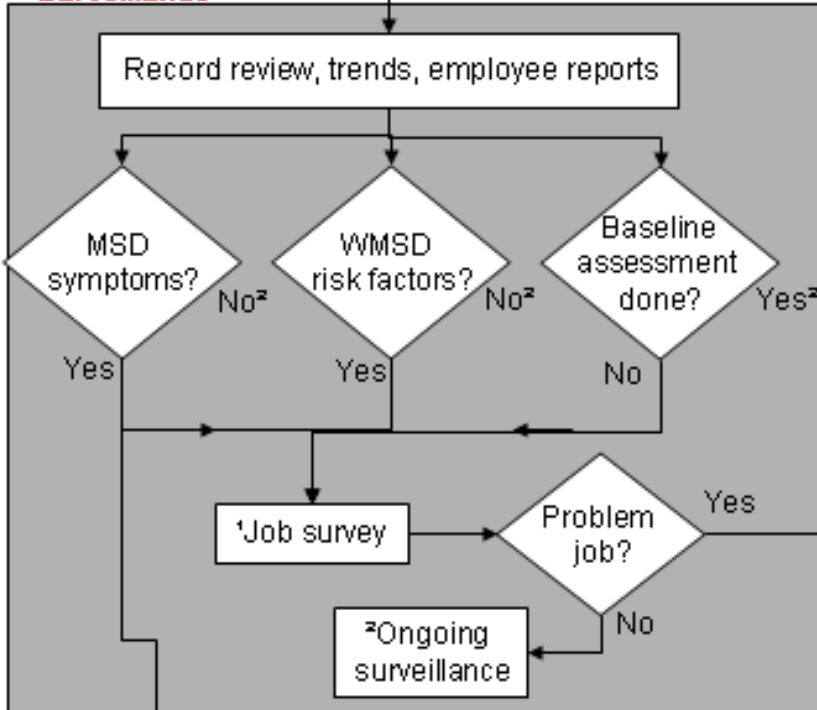 Record review, trends, employee reports
MSD
symptoms?
No²
Yes
WMSD
risk factors?
No²
Yes
Baseline
assessment
done?
Yes²
No
¹Job survey
Problem
job?
Yes
No
²Ongoing
surveillance